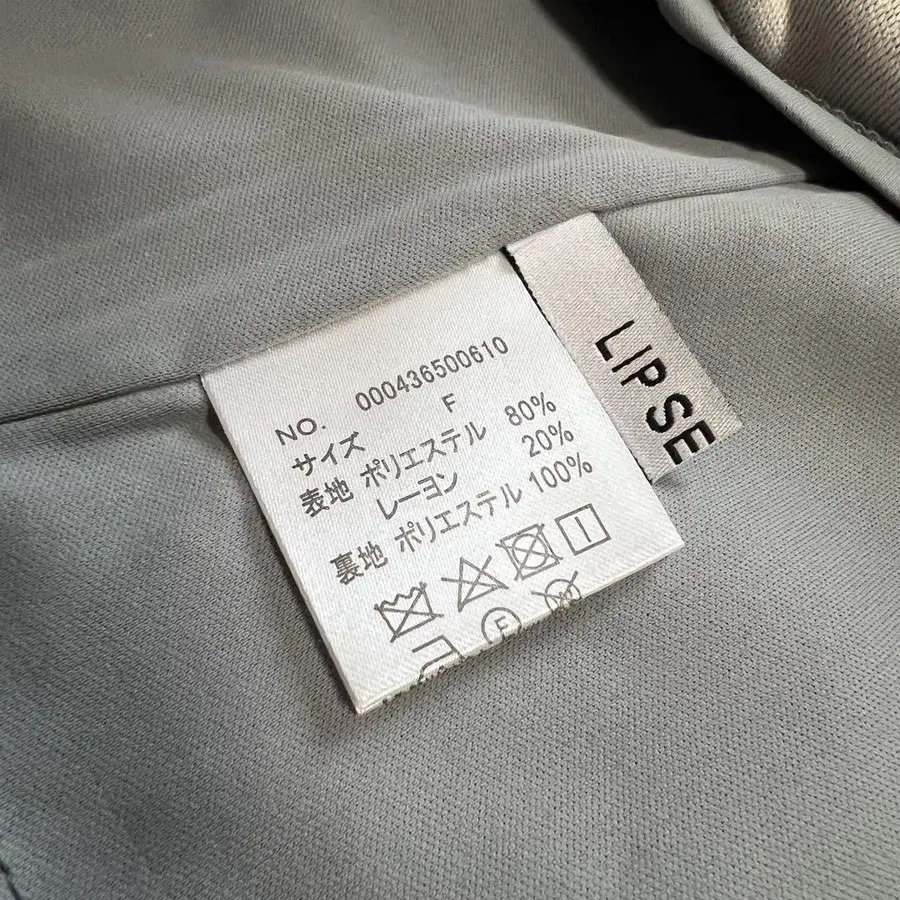 NO. 000436500610
サイズ F
表地 ポリエステル 80%
レーヨン 20%
裏地 ポリエステル 100%
F
W
LIP SE